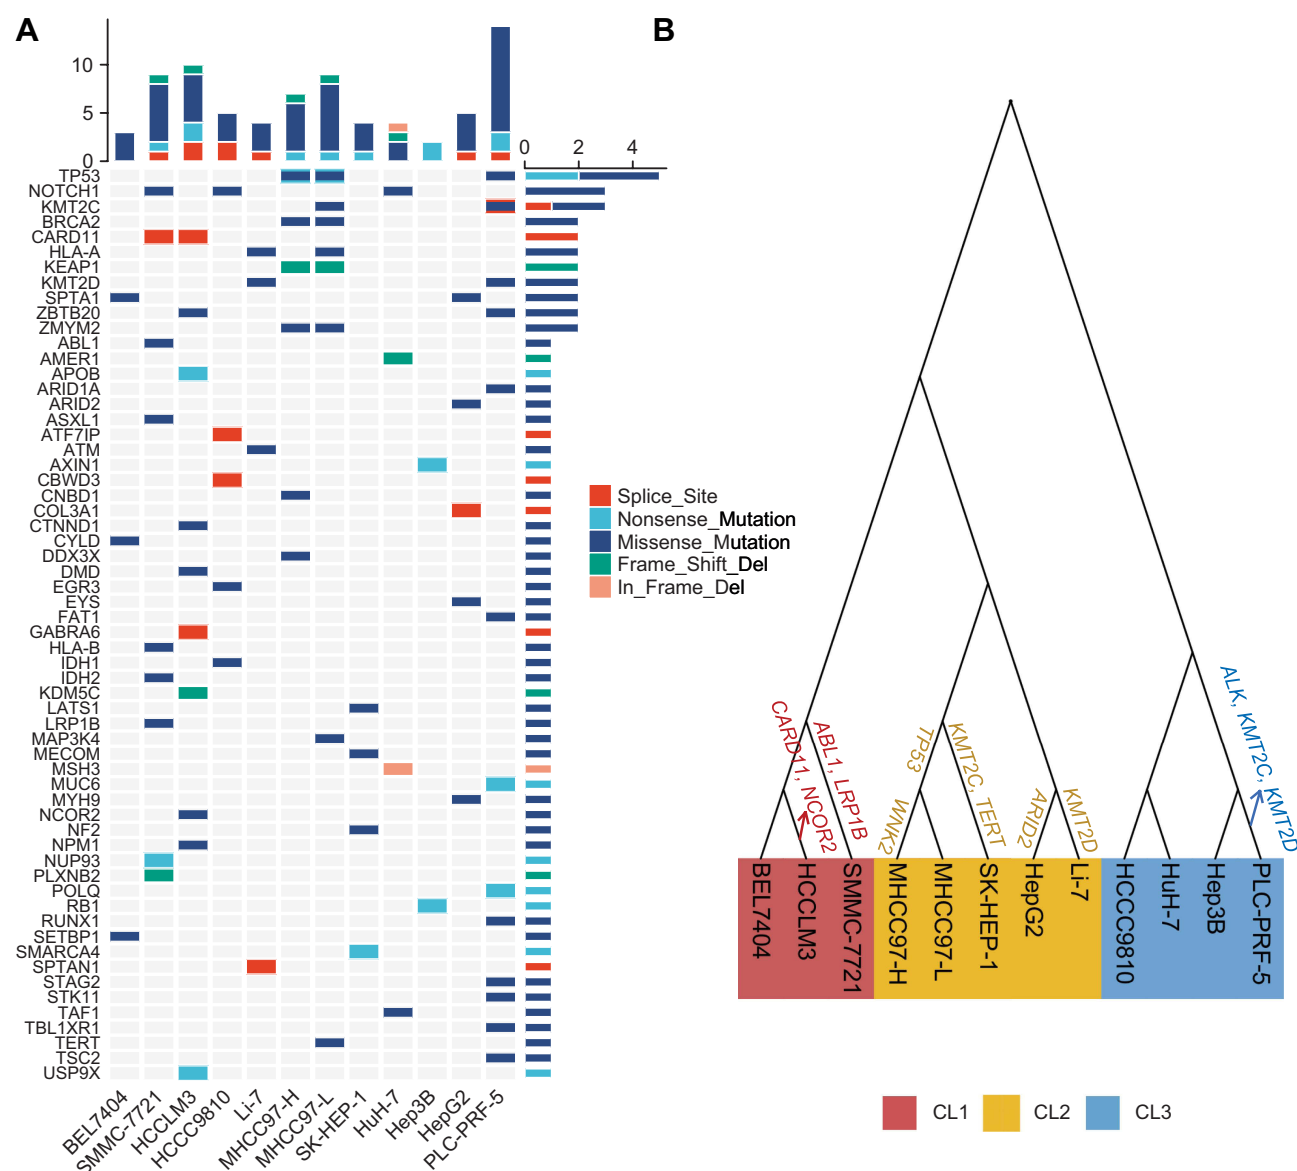 A
B
10
5
0
0 2 4
TP53
NOTCH1
KMT2C
BRCA2
CARD11
HLA-A
KEAP1
KMT2D
SPTA1
ZBTB20
ZMYM2
ABL1
AMER1
APOB
ARID1A
ARID2
ASXL1
ATF7IP
ATM
AXIN1
CBWD3
CNBD1
COL3A1
CTNND1
CYLD
DDX3X
DMD
EGR3
EYS
FAT1
GABRA6
HLA-B
IDH1
IDH2
KDM5C
LATS1
LRP1B
MAP3K4
MECOM
MSH3
MUC6
MYH9
NCOR2
NF2
NPM1
NUP93
PLXNB2
POLQ
RB1
RUNX1
SETBP1
SMARCA4
SPTAN1
STAG2
STK11
TAF1
TBL1XR1
TERT
TSC2
USP9X
BEL7404
SMMC-7721
HCCLM3
HCCC9810
Li-7
MHCC97-H
MHCC97-L
SK-HEP-1
HuH-7
Hep3B
HepG2
PLC-PRF-5
Splice_Site
Nonsense_Mutation
Missense_Mutation
Frame_Shift_Del
In_Frame_Del
CARD11, NCOR2
ABL1, LRP1B
TP53
WNK2
KMT2C, TERT
ARID2
KMT2D
ALK, KMT2C, KMT2D
BEL7404
HCCLM3
SMMC-7721
MHCC97-H
MHCC97-L
SK-HEP-1
HepG2
Li-7
HCCC9810
HuH-7
Hep3B
PLC-PRF-5
CL1 CL2 CL3